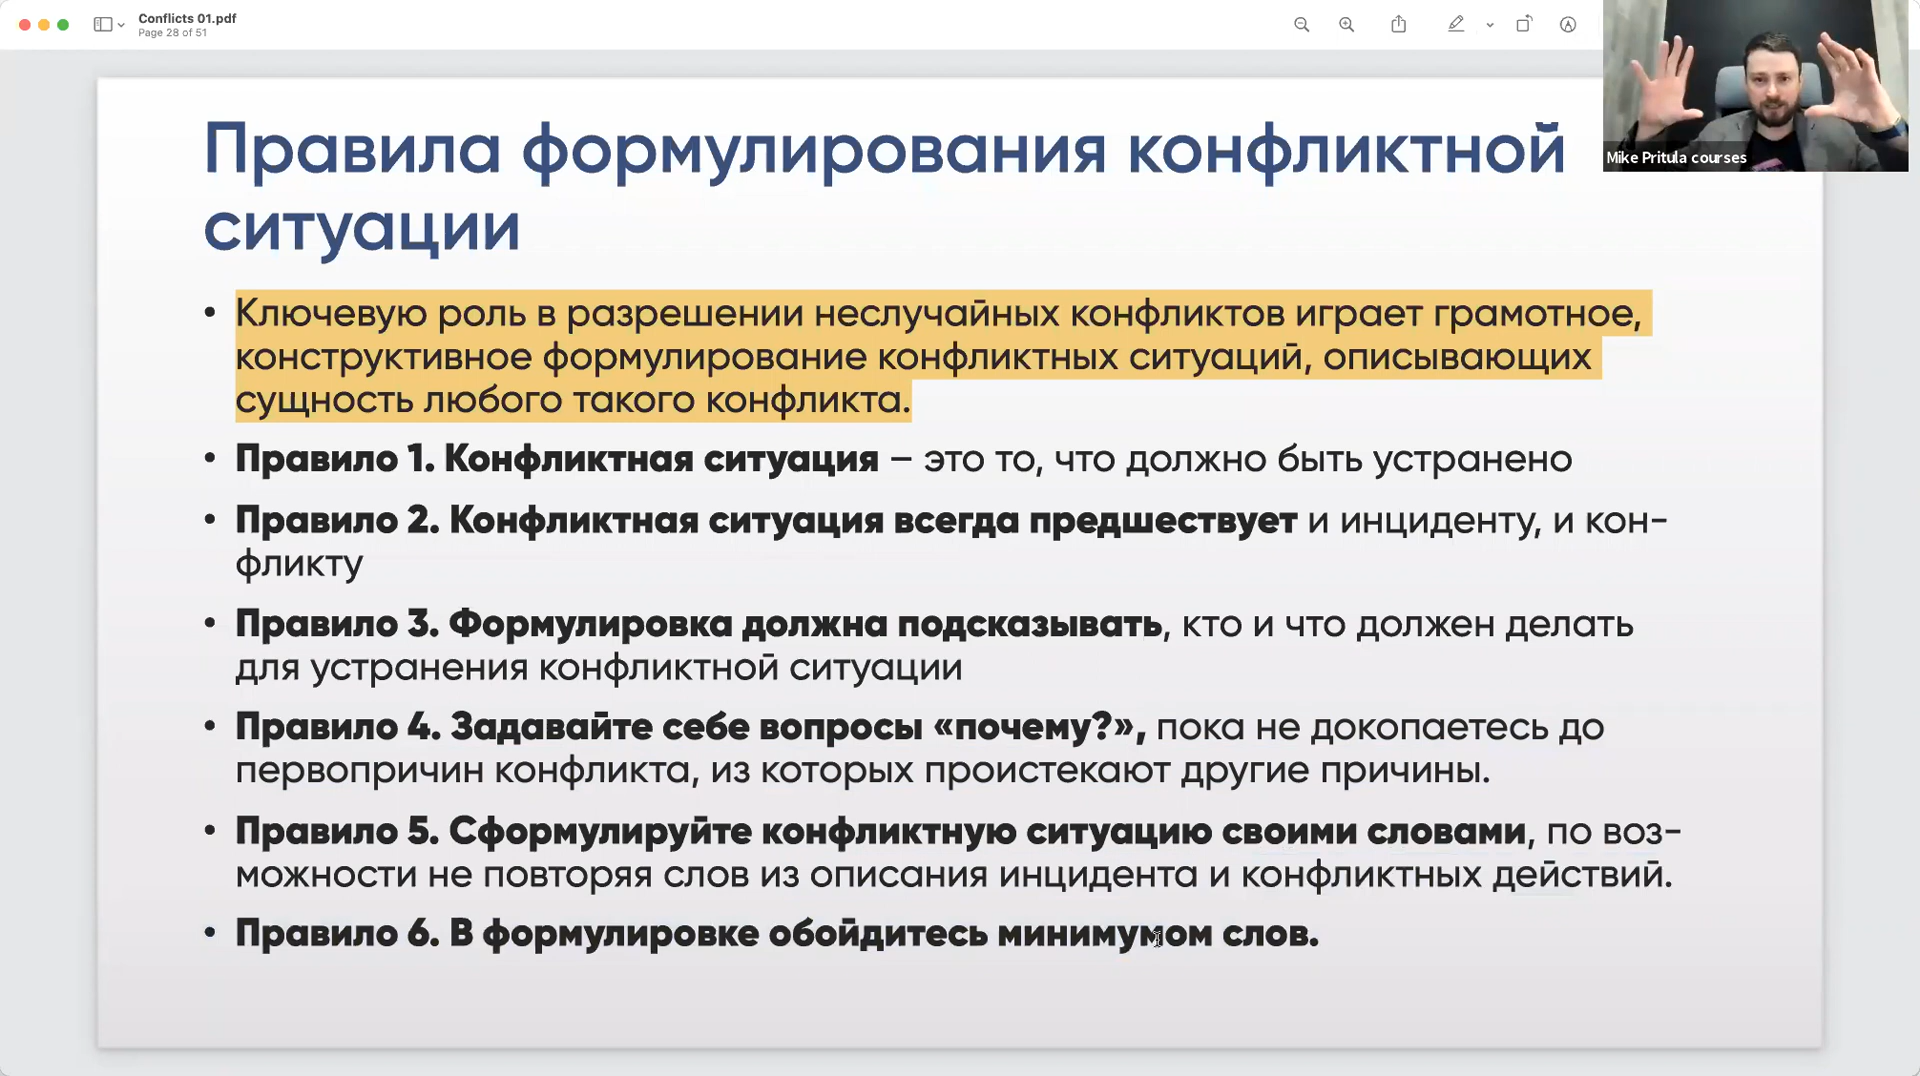 Conflicts 01.pdf
Page 28 of 51
Mike Pritula courses
Правила формулирования конфликтной
ситуации
• Ключевую роль в разрешении неслучайных конфликтов играет грамотное,
конструктивное формулирование конфликтных ситуаций, описывающих
сущность любого такого конфликта.
• Правило 1. Конфликтная ситуация – это то, что должно быть устранено
• Правило 2. Конфликтная ситуация всегда предшествует и инциденту, и кон-
фликту
• Правило 3. Формулировка должна подсказывать, кто и что должен делать
для устранения конфликтной ситуации
• Правило 4. Задавайте себе вопросы «почему?», пока не докопаетесь до
первопричин конфликта, из которых проистекают другие причины.
• Правило 5. Сформулируйте конфликтную ситуацию своими словами, по воз-
можности не повторяя слов из описания инцидента и конфликтных действий.
• Правило 6. В формулировке обойдитесь минимумом слов.